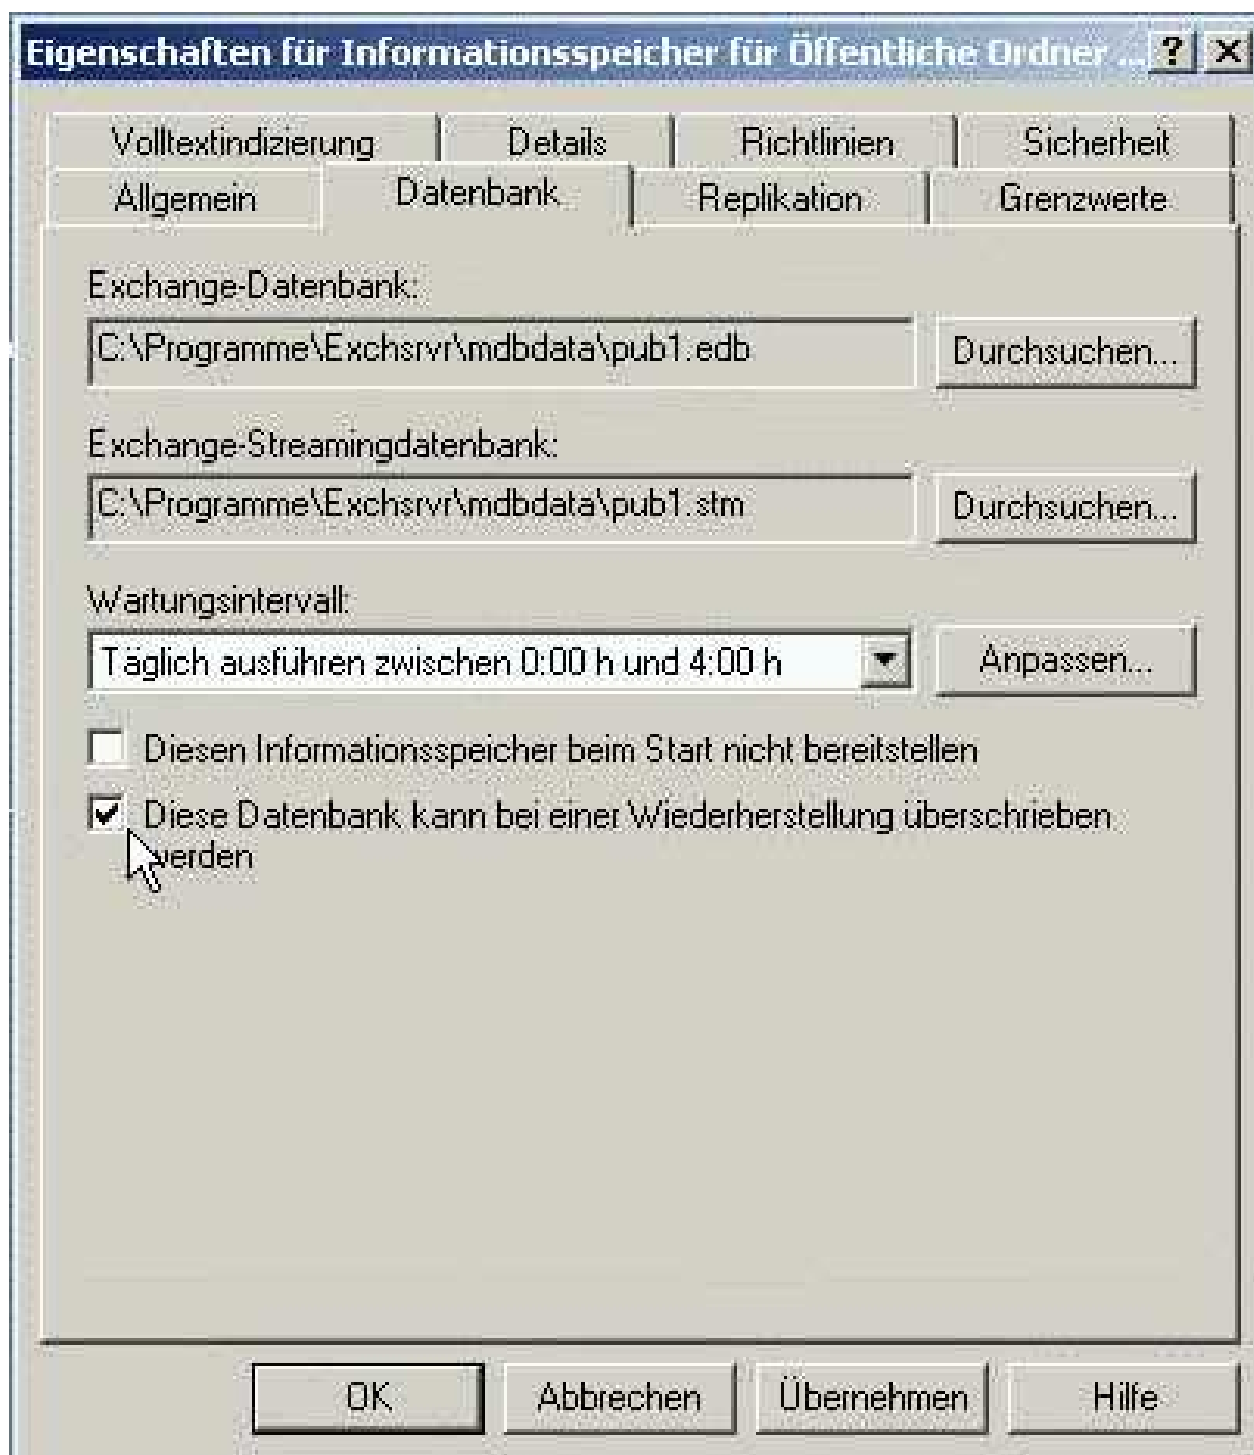 Eigenschaften für Informationsspeicher für Öffentliche Ordner ...
Volltextindizierung Details Richtlinien Sicherheit
Allgemein Datenbank Replikation Grenzwerte
Exchange-Datenbank:
C:\Programme\Exchsrvr\mdbdata\pub1.edb Durchsuchen...
Exchange-Streamingdatenbank:
C:\Programme\Exchsrvr\mdbdata\pub1.stm Durchsuchen...
Wartungsintervall:
Täglich ausführen zwischen 0:00 h und 4:00 h Anpassen...
Diesen Informationsspeicher beim Start nicht bereitstellen
Diese Datenbank kann bei einer Wiederherstellung überschrieben
werden
OK Abbrechen Übernehmen Hilfe